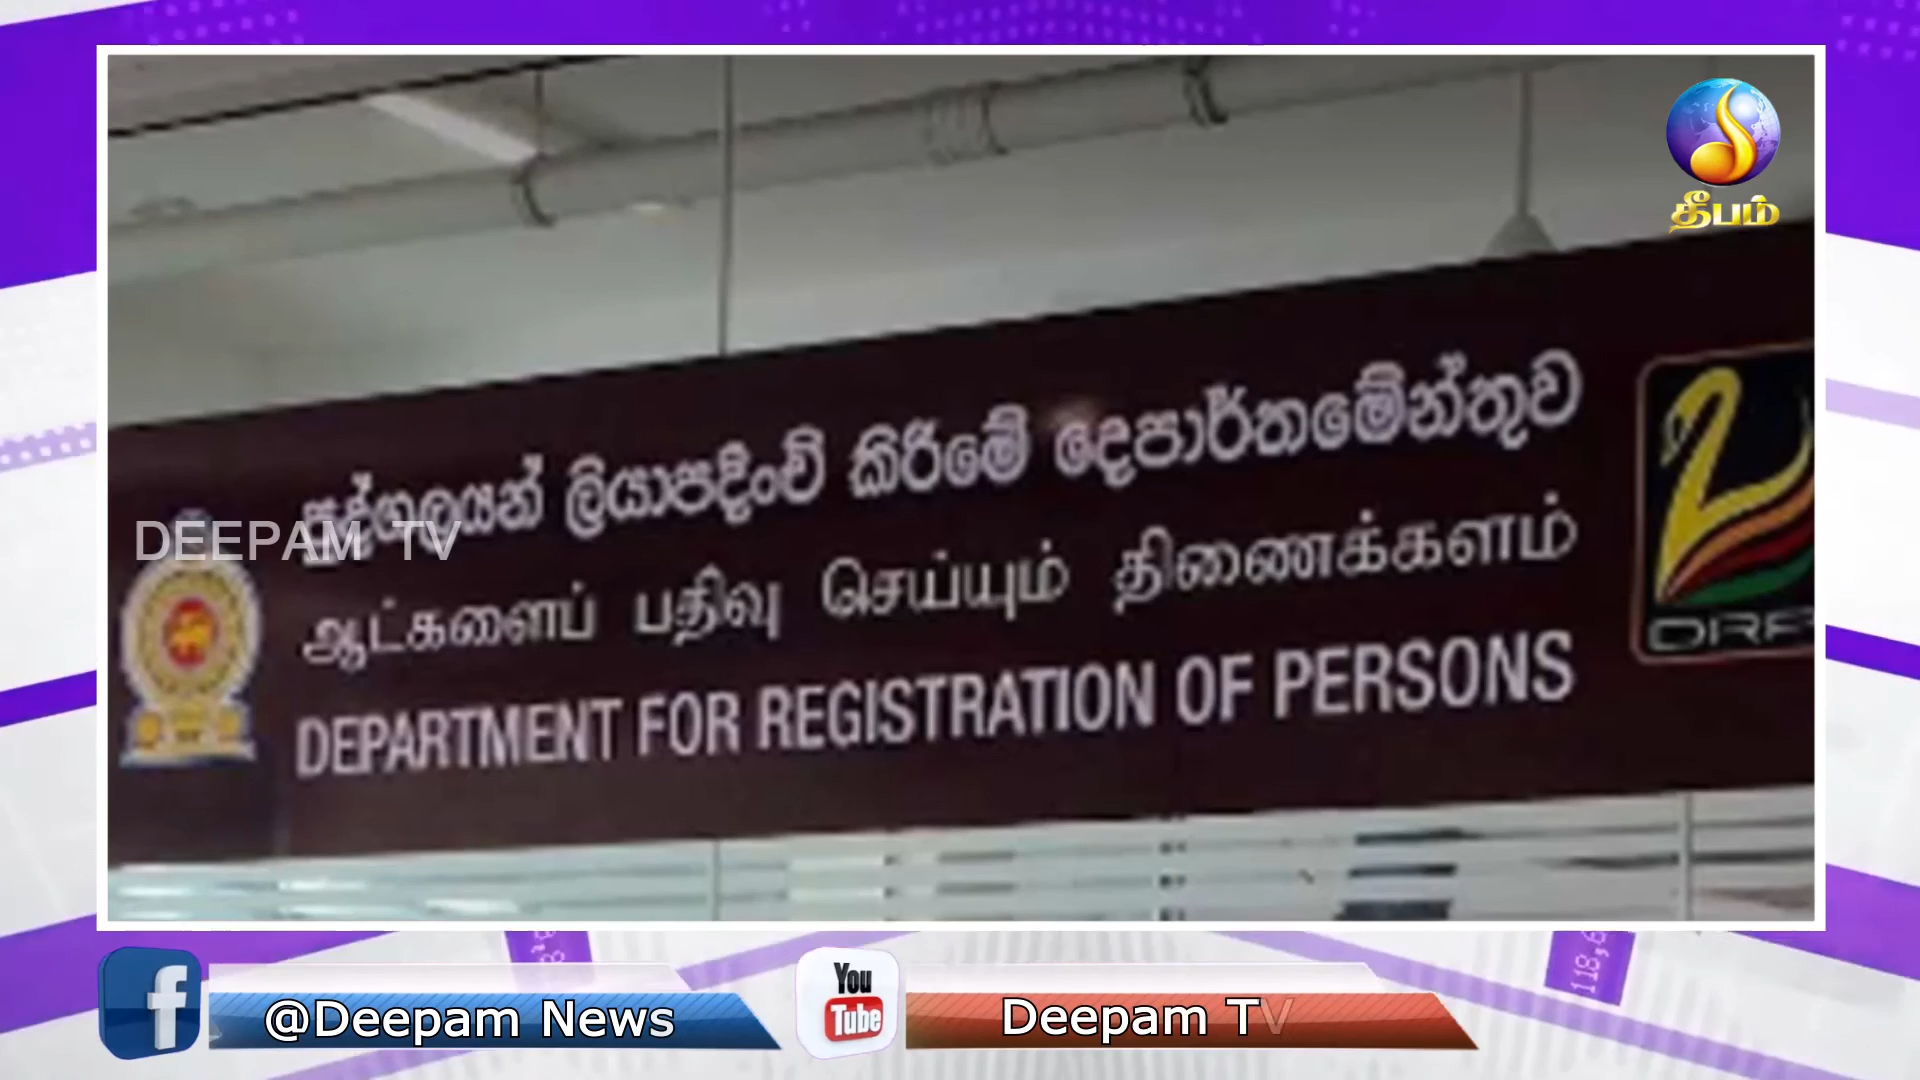 தீபம்
පුද්ගලයන් ලියාපදිංචි කිරීමේ දෙපාර්තමේන්තුව
DEEPAM TV
ஆட்களைப் பதிவு செய்யும் திணைக்களம்
DEPARTMENT FOR REGISTRATION OF PERSONS
@Deepam News
You
Tube
Deepam TV